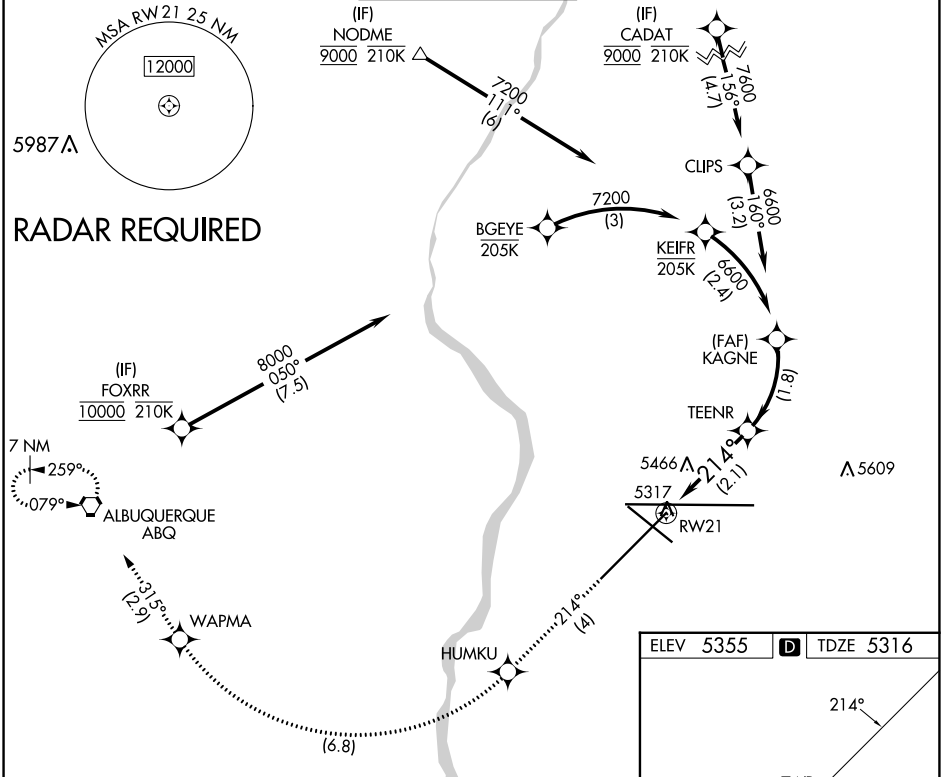 MSA RW21 25 NM
12000
5987
RADAR REQUIRED
(IF)
NODME
9000 210K
7200
111°
(6)
(IF)
CADAT
9000 210K
7600
156°
(4.7)
CLIPS
6600
160°
(3.2)
BGEYE
205K
7200
(3)
KEIFR
205K
6600
(2.4)
(FAF)
KAGNE
(1.8)
TEENR
(IF)
FOXRR
10000 210K
8000
050°
(7.5)
7 NM
259°
079°
ALBUQUERQUE
ABQ
5466
214°
(2.1)
5609
5317
RW21
315°
(2.9)
WAPMA
214°
(4)
HUMKU
(6.8)
ELEV 5355 D TDZE 5316
214°